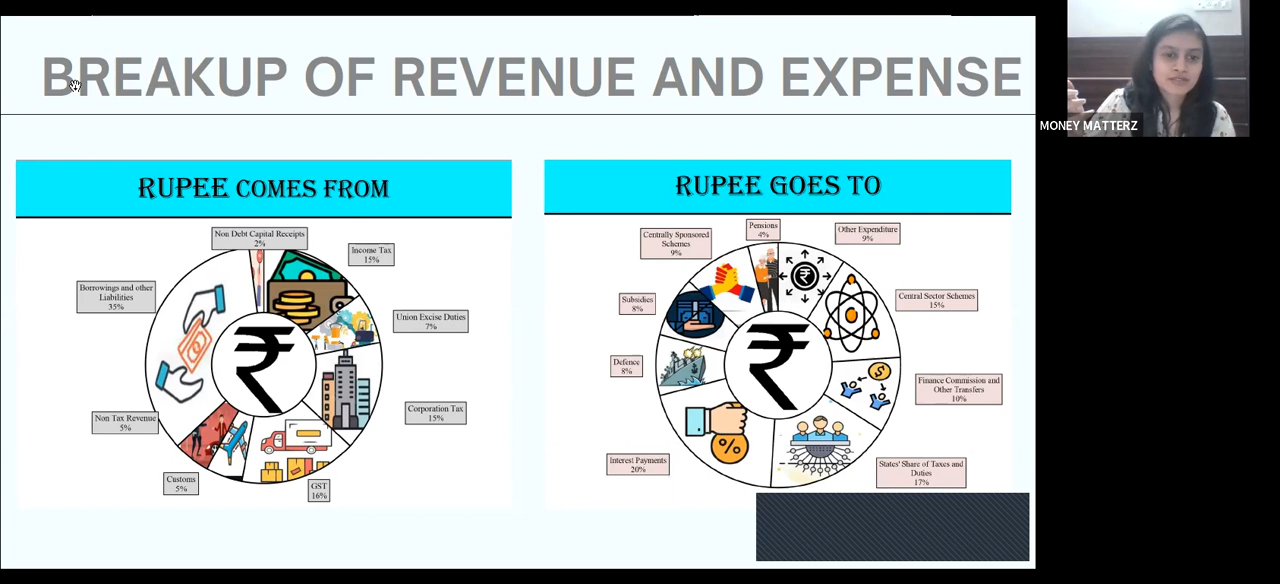 BREAKUP OF REVENUE AND EXPENSE
MONEY MATTERZ
RUPEE COMES FROM
Non Debt Capital Receipts
2%
Income Tax
15%
Borrowings and other
Liabilities
35%
Union Excise Duties
7%
Non Tax Revenue
5%
Corporation Tax
15%
Customs
5%
GST
16%
RUPEE GOES TO
Pensions
4%
Centrally Sponsored
Schemes
9%
Other Expenditure
9%
Subsidies
8%
Central Sector Schemes
15%
Defence
8%
Finance Commission and
Other Transfers
10%
Interest Payments
20%
States' Share of Taxes and
Duties
17%